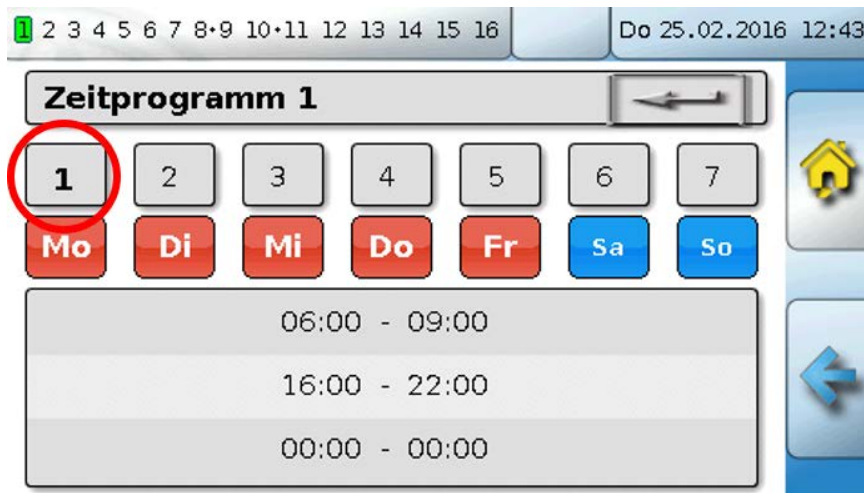 1 2 3 4 5 6 7 8·9 10·11 12 13 14 15 16 Do 25.02.2016 12:43
Zeitprogramm 1
1 2 3 4 5 6 7
Mo Di Mi Do Fr Sa So
06:00 - 09:00
16:00 - 22:00
00:00 - 00:00